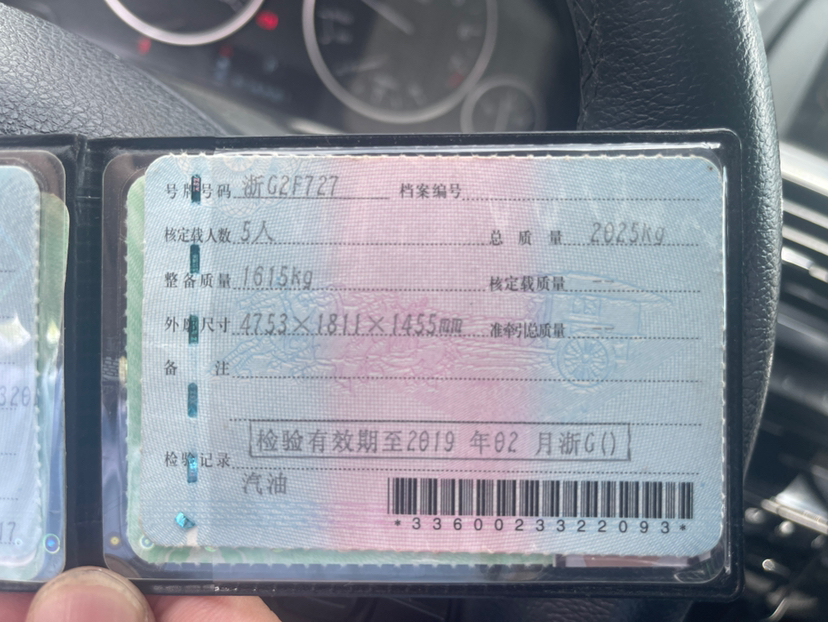 号牌号码 浙G2F727 档案编号
核定载人数 5人 总质量 2025kg
整备质量 1615kg 核定载质量 --
外廓尺寸 4753×1811×1455mm 准牵引总质量 --
备注
检验有效期至2019 年02 月浙G()
检验记录
汽油
*3360023322093*
320
17